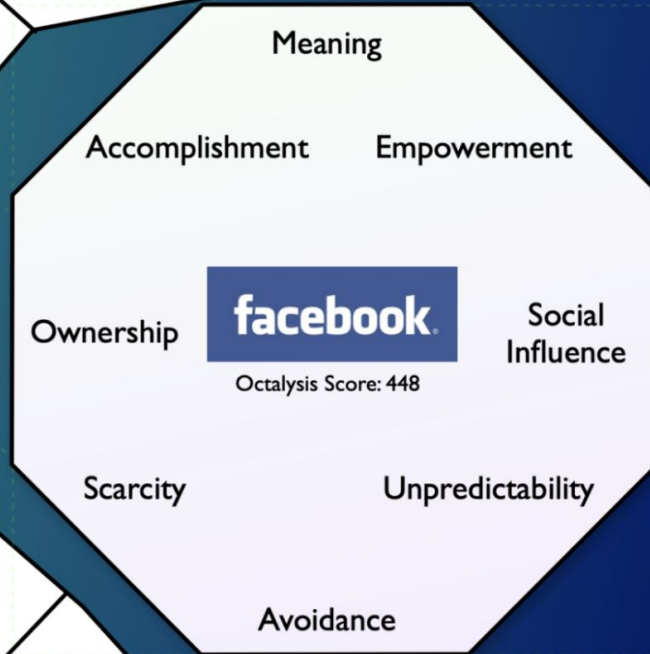 Meaning
Accomplishment Empowerment
Ownership facebook. Social
Influence
Octalysis Score: 448
Scarcity Unpredictability
Avoidance